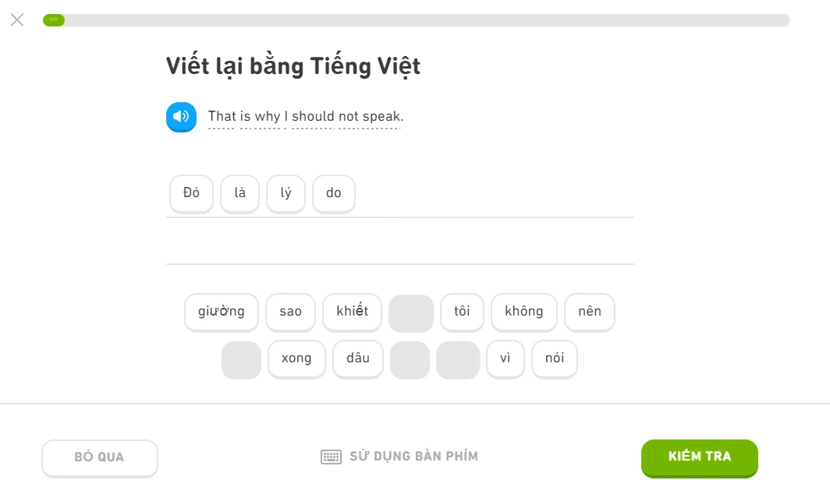 Viết lại bằng Tiếng Việt
That is why I should not speak.
Đó là lý do
giường sao khiết tôi không nên
xong dâu vì nói
BỎ QUA SỬ DỤNG BÀN PHÍM KIỂM TRA